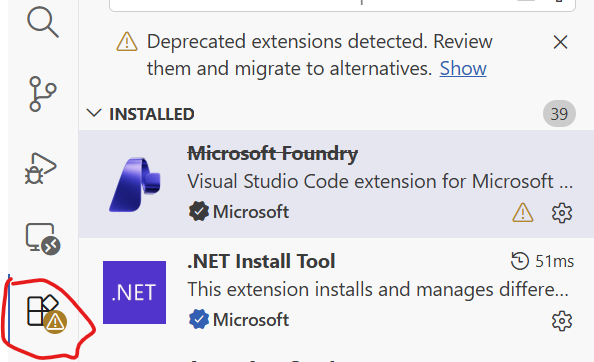 Deprecated extensions detected. Review
them and migrate to alternatives. Show
INSTALLED
39
Microsoft Foundry
Visual Studio Code extension for Microsoft ...
Microsoft
.NET Install Tool
51ms
.NET
This extension installs and manages differe...
Microsoft